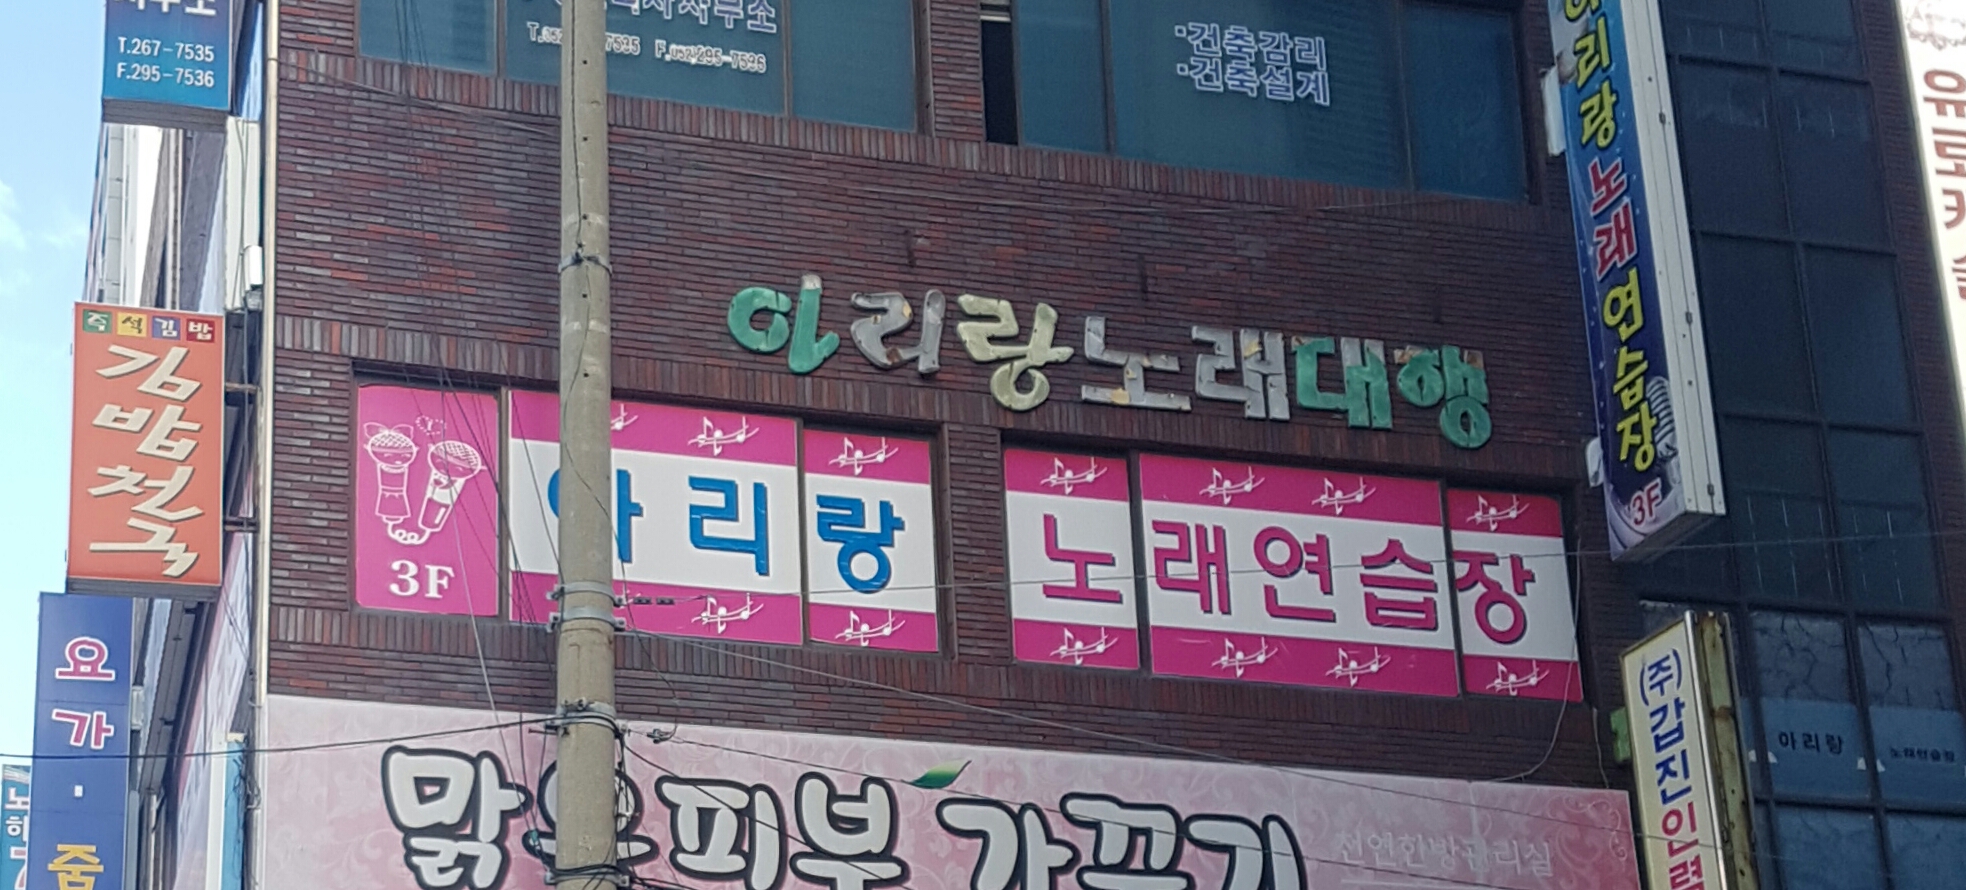 T.267-7535
F.295-7536
·건축감리
·건축설계
아리랑노래연습장
3F
즉석김밥
김밥천국
아리랑노래대행
3F
아리랑 노래연습장
요가·줌
(주)갑진인력
아리랑 노래연습장
맑은피부 가꾸기
천연한방관리실